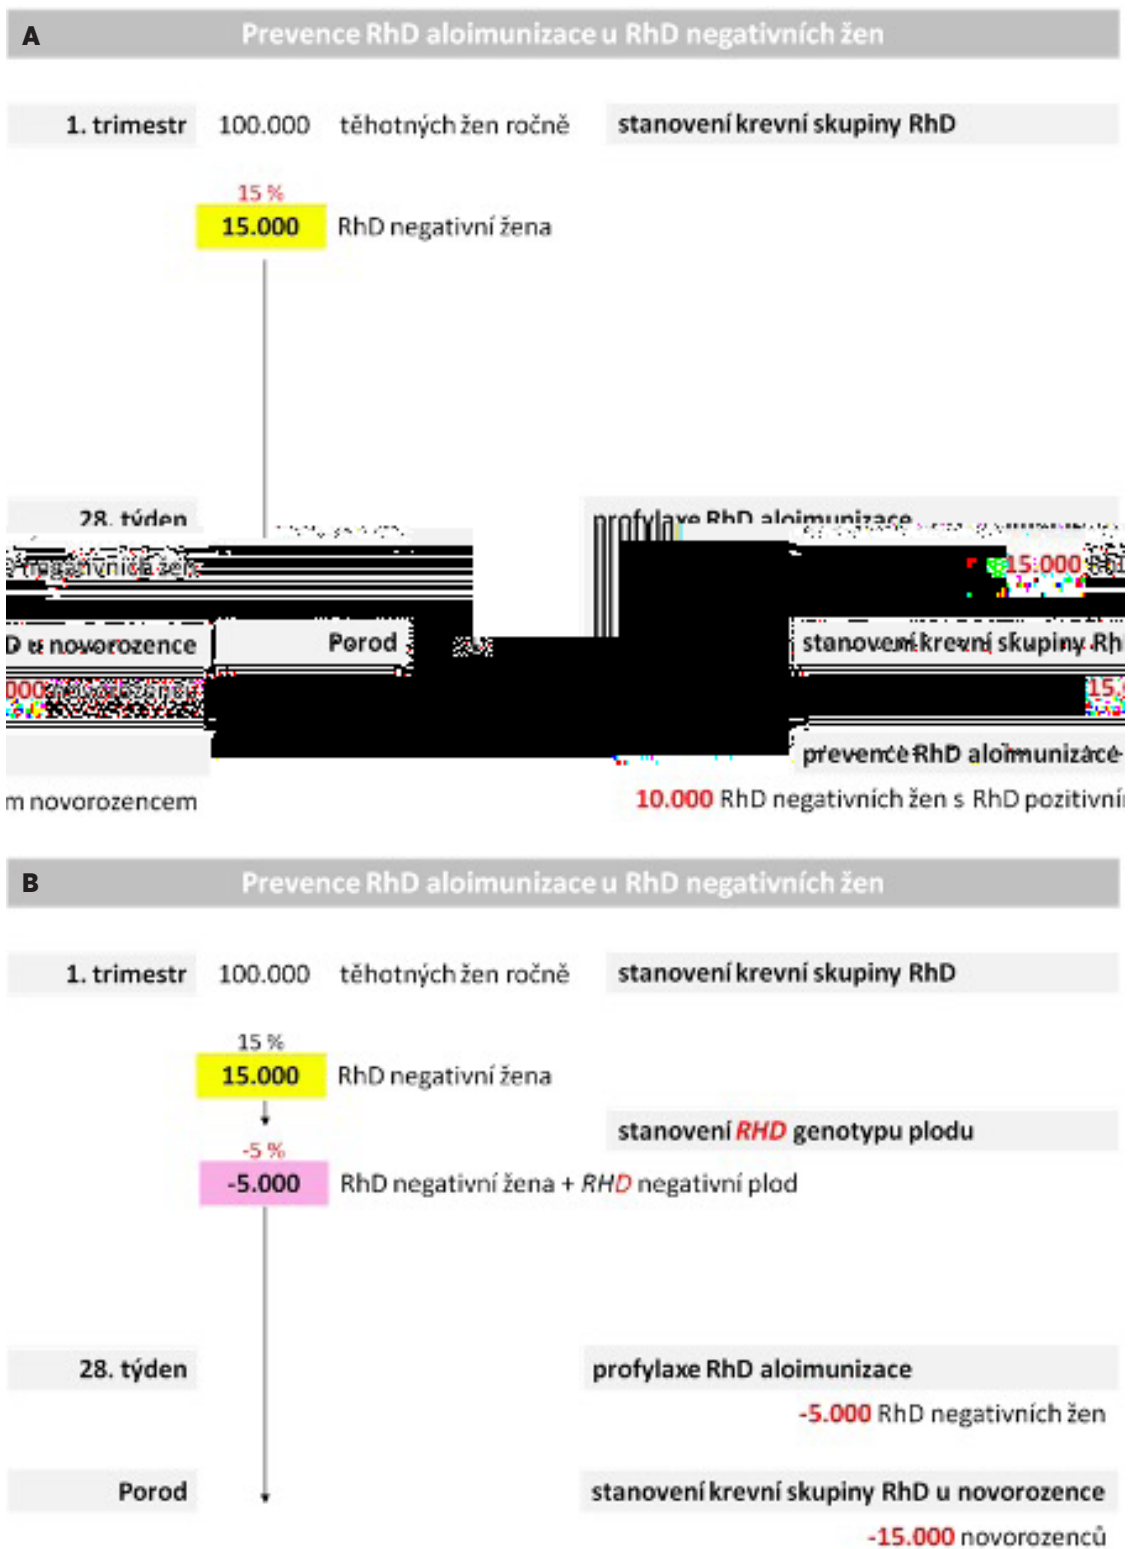 A Prevence RhD aloimunizace u RhD negativních žen
1. trimestr 100.000 těhotných žen ročně stanovení krevní skupiny RhD
15 %
15.000 RhD negativní žena
28. týden profylaxe RhD aloimunizace
negativních žen 15.000
D u novorozence Porod stanovení krevní skupiny Rh
novorozenců 15.
prevence RhD aloimunizace
m novorozencem 10.000 RhD negativních žen s RhD pozitivní
B Prevence RhD aloimunizace u RhD negativních žen
1. trimestr 100.000 těhotných žen ročně stanovení krevní skupiny RhD
15 %
15.000 RhD negativní žena
stanovení RHD genotypu plodu
-5 %
-5.000 RhD negativní žena + RHD negativní plod
28. týden profylaxe RhD aloimunizace
-5.000 RhD negativních žen
Porod stanovení krevní skupiny RhD u novorozence
-15.000 novorozenců